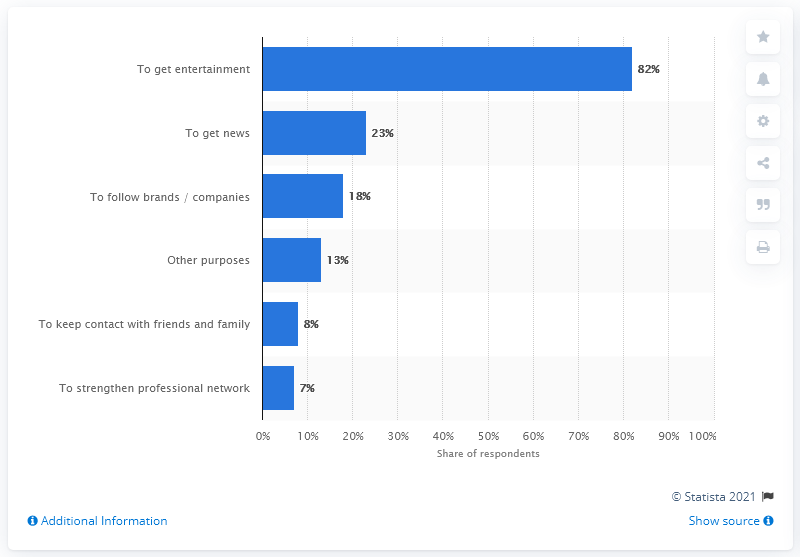 To get entertainment 82%
To get news 23%
To follow brands / companies 18%
Other purposes 13%
To keep contact with friends and family 8%
To strengthen professional network 7%
0% 10% 20% 30% 40% 50% 60% 70% 80% 90% 100%
Share of respondents
© Statista 2021
Additional Information Show source